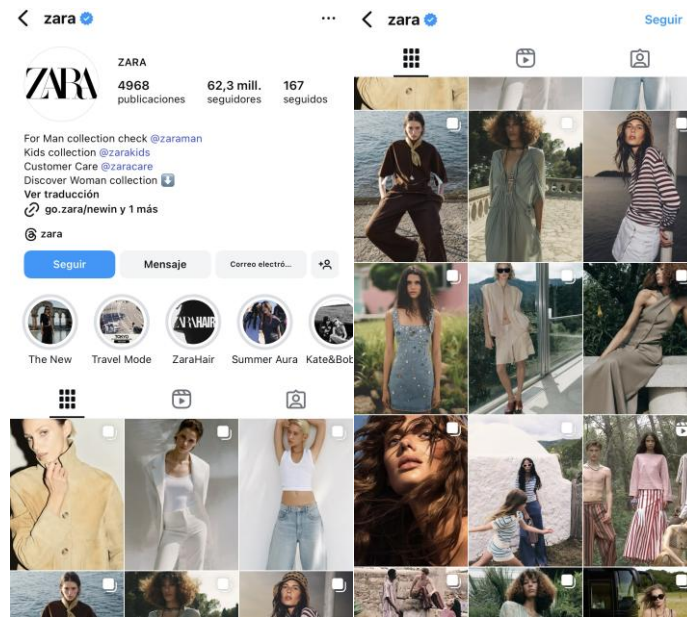 zara
ZARA
ZARA
4968
publicaciones
62,3 mill.
seguidores
167
seguidos
For Man collection check @zaraman
Kids collection @zarakids
Customer Care @zaracare
Discover Woman collection ⬇️
Ver traducción
go.zara/newin y 1 más
zara
Seguir
Mensaje
Correo electró...
The New
Travel Mode
TOKYO
ZARAHAIR
ZaraHair
Summer Aura
Kate&Bob
zara
Seguir